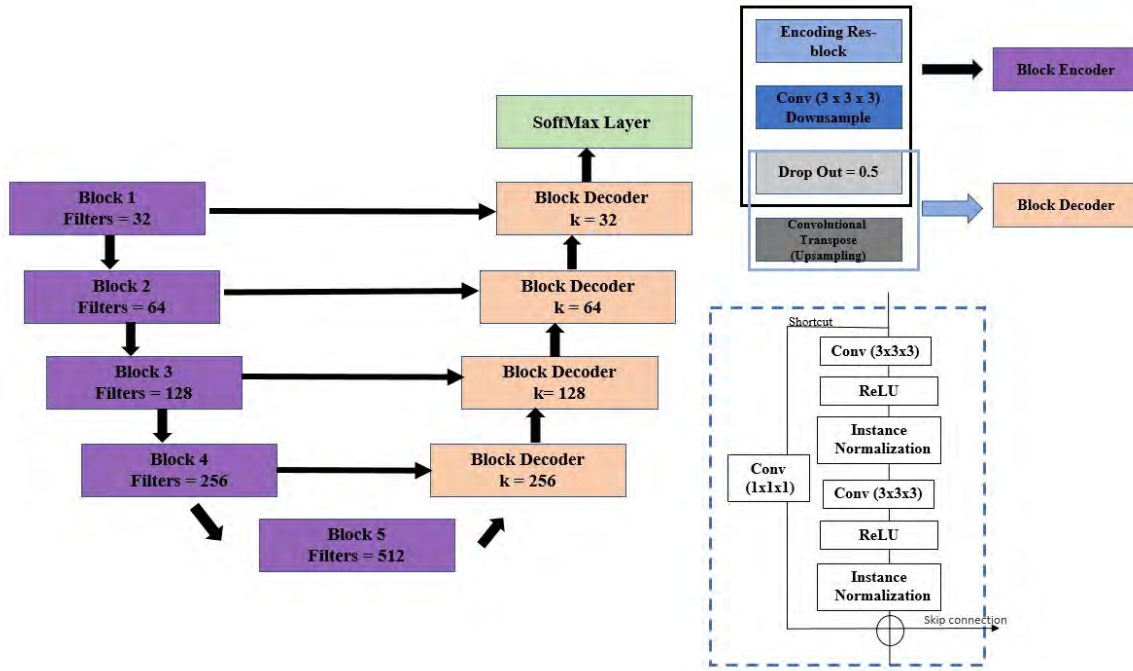 Block 1
Filters = 32
Block 2
Filters = 64
Block 3
Filters = 128
Block 4
Filters = 256
Block 5
Filters = 512
SoftMax Layer
Block Decoder
k = 32
Block Decoder
k = 64
Block Decoder
k= 128
Block Decoder
k = 256
Encoding Res-
block
Conv (3 x 3 x 3)
Downsample
Drop Out = 0.5
Convolutional
Transpose
(Upsampling)
Block Encoder
Block Decoder
Shortcut
Conv (3x3x3)
ReLU
Instance
Normalization
Conv
(1x1x1)
Conv (3x3x3)
ReLU
Instance
Normalization
Skip connection